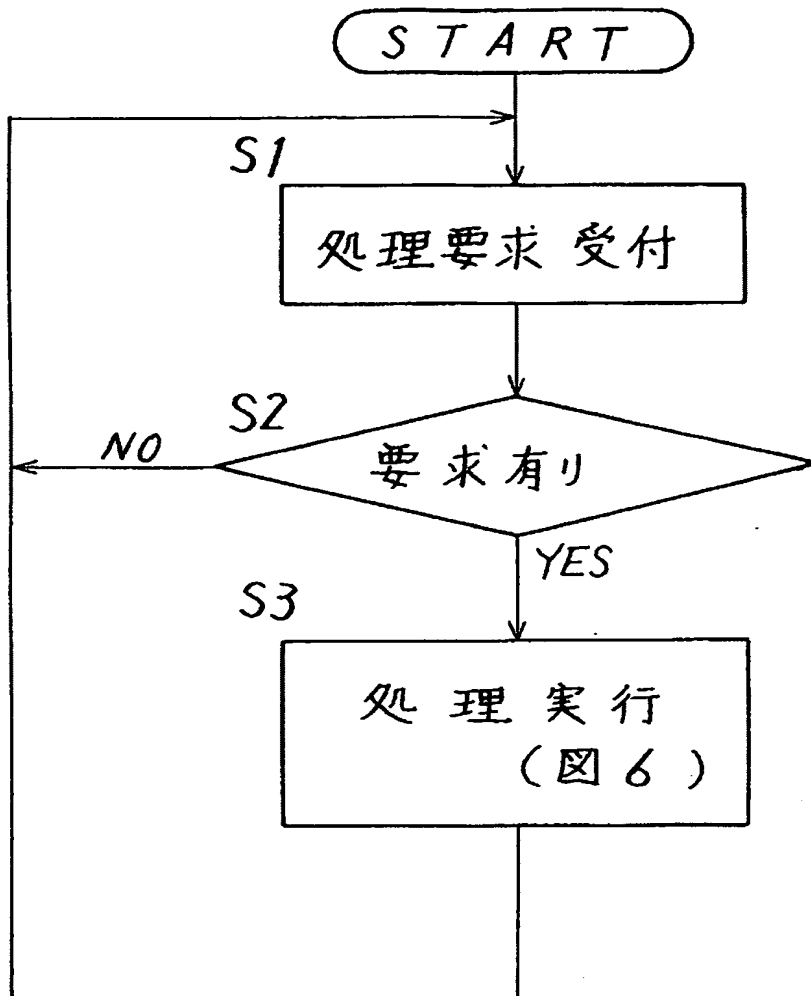 START
S1
処理要求 受付
S2
要求有り
NO
YES
S3
処理実行
(図6)